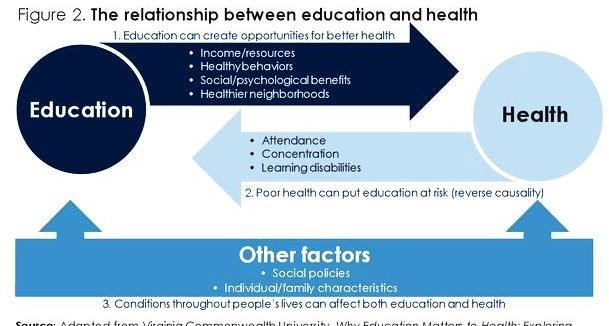 Figure 2. The relationship between education and health
1. Education can create opportunities for better health
• Income/resources
• Healthy behaviors
• Social/psychological benefits
• Healthier neighborhoods
Education
Health
• Attendance
• Concentration
• Learning disabilities
2. Poor health can put education at risk (reverse causality)
Other factors
• Social policies
• Individual/family characteristics
3. Conditions throughout people's lives can affect both education and health
Source: Adapted from Virginia Commonwealth University, Why Education Matters to Health: Exploring